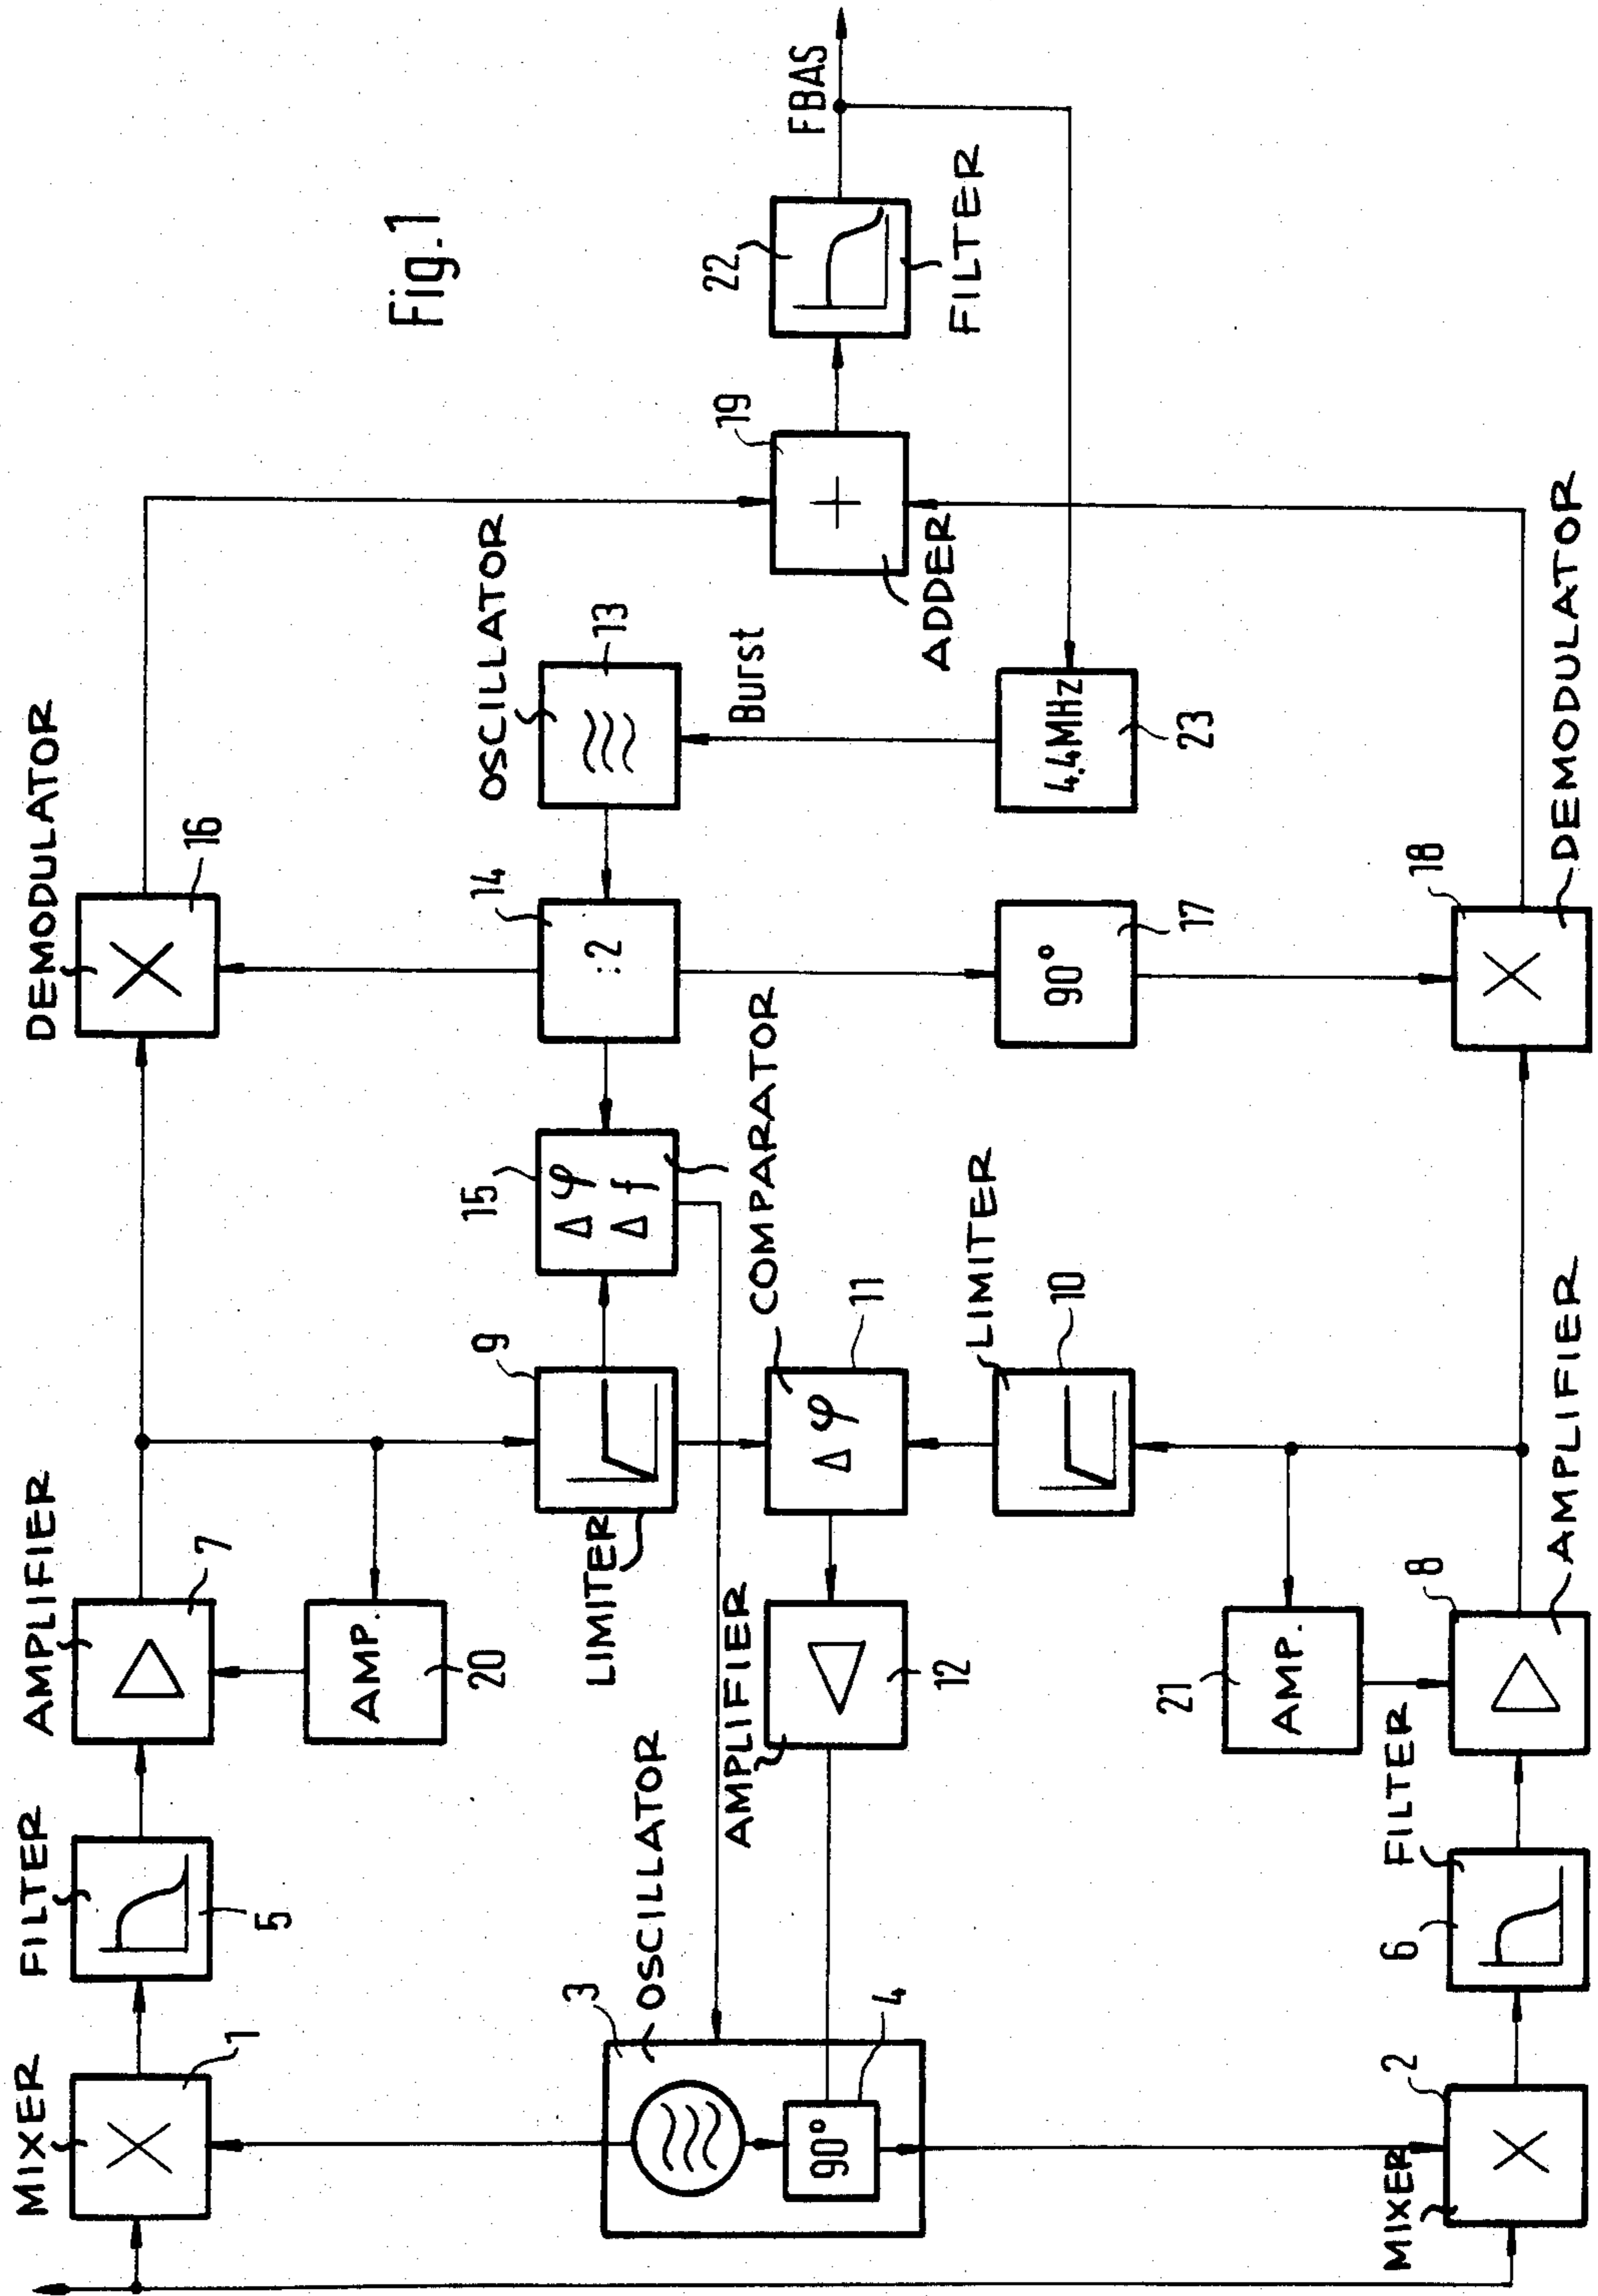 Fig.1
MIXER
1
FILTER
5
AMPLIFIER
7
DEMODULATOR
16
AMP.
20
OSCILLATOR
3
90°
4
LIMITER
9
15
Δφ
Δf
COMPARATOR
14
:2
OSCILLATOR
13
Burst
AMPLIFIER
12
Δφ
11
19
+
ADDER
22
FILTER
FBAS
LIMITER
10
90°
17
4.4MHz
23
21
AMP.
MIXER
2
FILTER
6
8
AMPLIFIER
18
DEMODULATOR